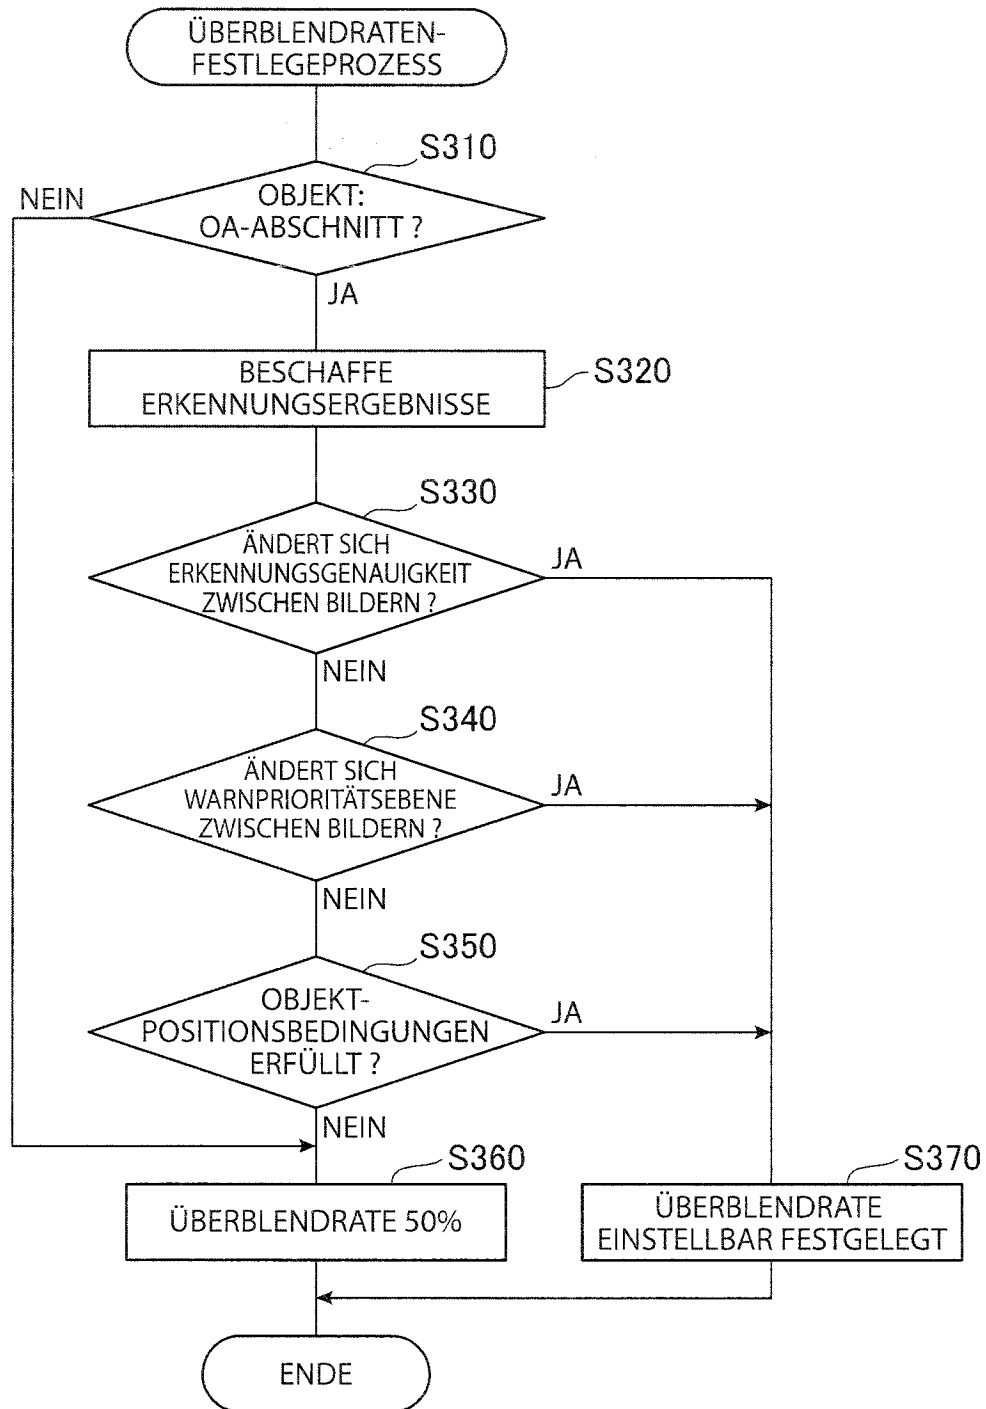 ÜBERBLENDRATEN-
FESTLEGEPROZESS
S310
NEIN
OBJEKT:
OA-ABSCHNITT ?
JA
BESCHAFFE
ERKENNUNGSERGEBNISSE
S320
S330
ÄNDERT SICH
ERKENNUNGSGENAUIGKEIT
ZWISCHEN BILDERN ?
JA
NEIN
S340
ÄNDERT SICH
WARNPRIORITÄTSEBENE
ZWISCHEN BILDERN ?
JA
NEIN
S350
OBJEKT-
POSITIONSBEDINGUNGEN
ERFÜLLT ?
JA
NEIN
S360
ÜBERBLENDRATE 50%
S370
ÜBERBLENDRATE
EINSTELLBAR FESTGELEGT
ENDE